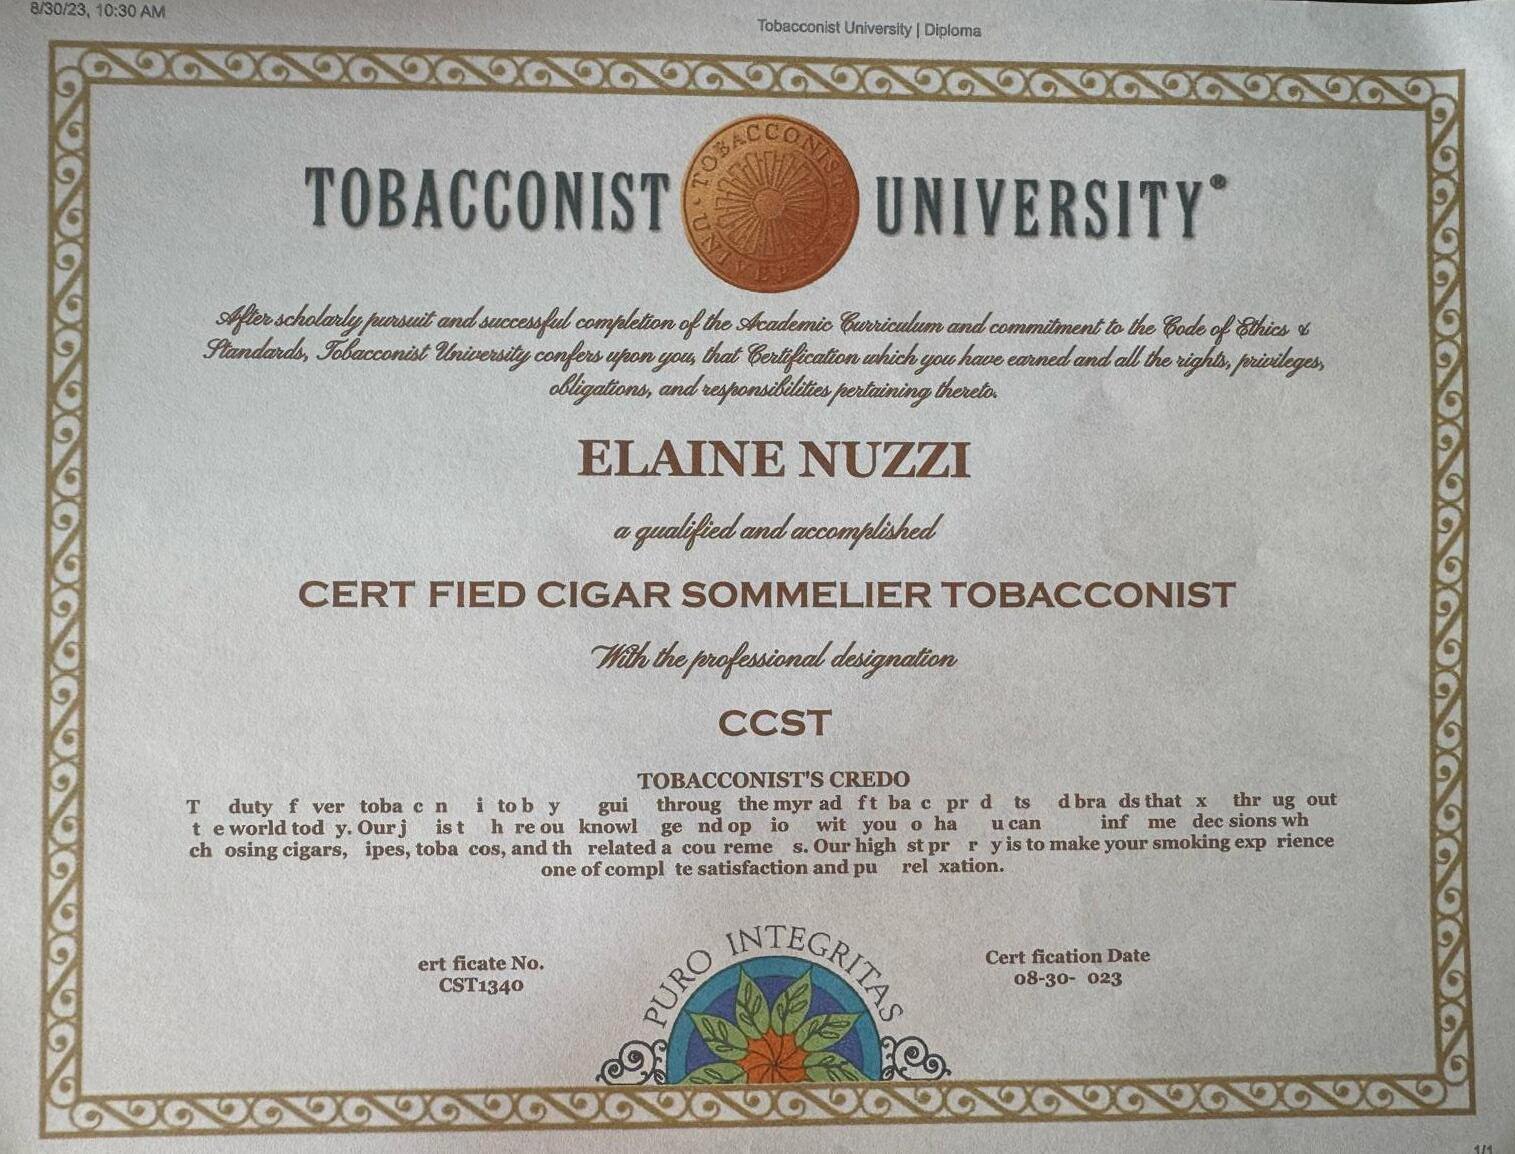 8/30/23, 10:30 AM
Tobacconist University | Diploma
TOBACCONIST UNIVERSITY®
TOBACCONIST UNIVERSITY
After scholarly pursuit and successful completion of the Academic Curriculum and commitment to the Code of Ethics &
Standards, Tobacconist University confers upon you, that Certification which you have earned and all the rights, privileges,
obligations, and responsibilities pertaining thereto.
ELAINE NUZZI
a qualified and accomplished
CERT FIED CIGAR SOMMELIER TOBACCONIST
With the professional designation
CCST
TOBACCONIST'S CREDO
T duty f ver toba c n i to b y gui throug the myr ad ft ba c pr d ts d bra ds that x thr ug out
t e world tod y. Our j is t h re ou knowl ge nd op io wit you o ha u can inf me dec sions wh
ch osing cigars, ipes, toba cos, and th related a cou reme s. Our high st pr r y is to make your smoking exp rience
one of compl te satisfaction and pu rel xation.
ert ficate No.
CST1340
PURO INTEGRITAS
Cert fication Date
08-30- 023
1/1